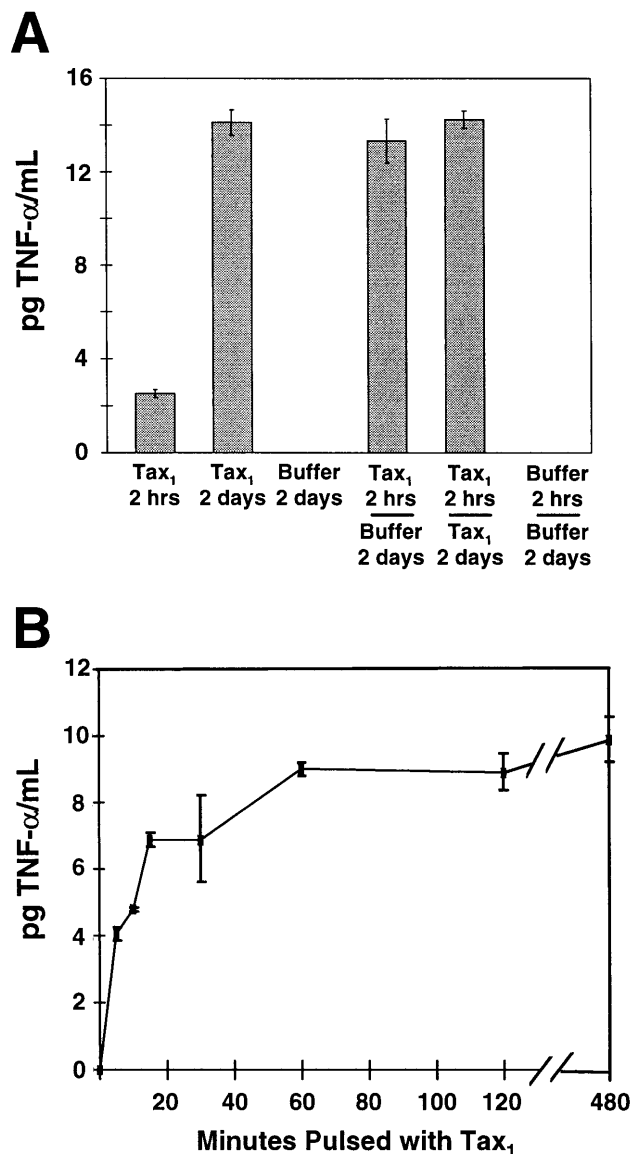 A
pg TNF-α/mL
16
12
8
4
0
Tax₁ Tax₁ Buffer Tax₁ Tax₁ Buffer
2 hrs 2 days 2 days 2 hrs 2 hrs 2 hrs
Buffer Tax₁ Buffer
2 days 2 days 2 days
B
pg TNF-α/mL
12
10
8
6
4
2
0
20 40 60 80 100 120 480
Minutes Pulsed with Tax₁